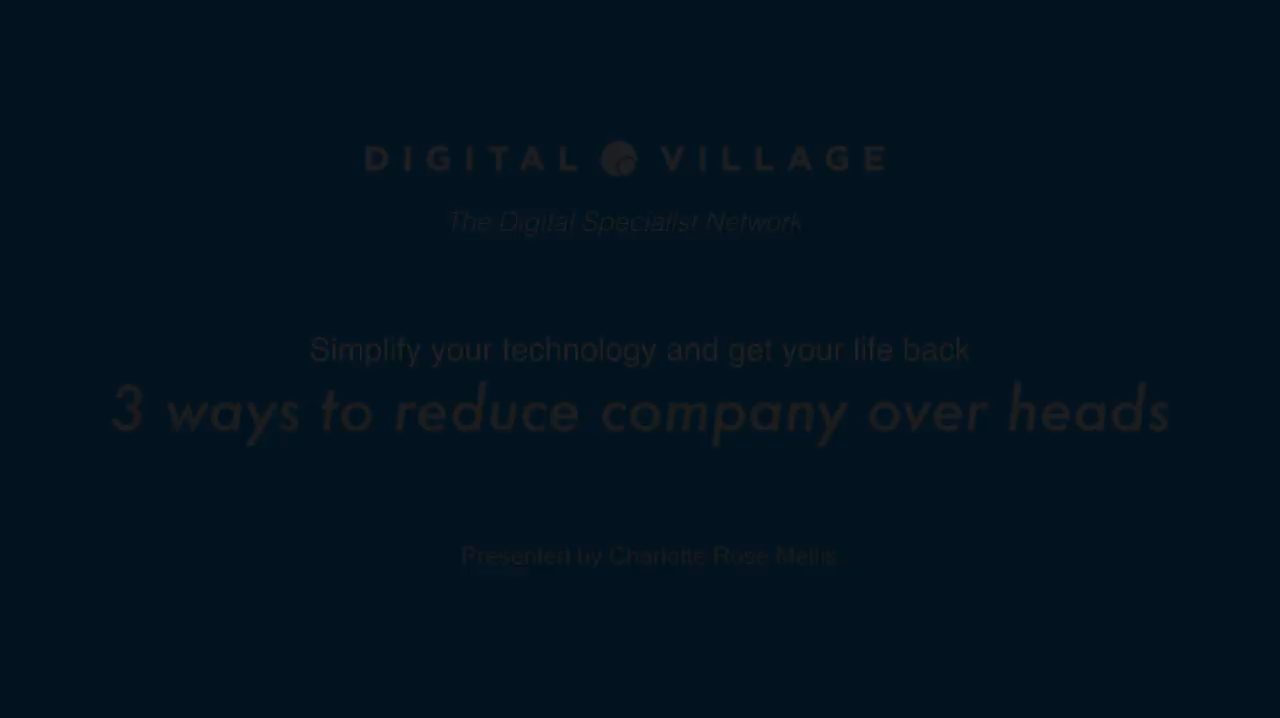 DIGITAL VILLAGE
The Digital Specialist Network
Simplify your technology and get your life back
3 ways to reduce company over heads
Presented by Charlotte Rose Mellis